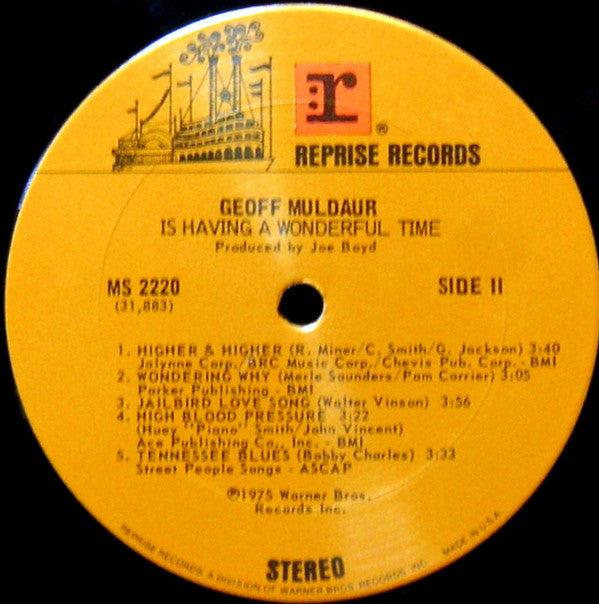 r
®
REPRISE RECORDS
GEOFF MULDAUR
IS HAVING A WONDERFUL TIME
Produced by Joe Boyd
MS 2220
(31,883)
SIDE II
1. HIGHER & HIGHER (R. Miner/C. Smith/G. Jackson) 3:40
Jalynne Corp./BRC Music Corp./Chevis Pub. Corp. - BMI
2. WONDERING WHY (Merle Saunders/Pam Carrier) 3:05
Parker Publishing - BMI
3. JAILBIRD LOVE SONG (Walter Vinson) 3:56
4. HIGH BLOOD PRESSURE 3:22
(Huey "Piano" Smith/John Vincent)
Ace Publishing Co., Inc. - BMI
5. TENNESSEE BLUES (Bobby Charles) 3:33
Street People Songs - ASCAP
℗1975 Warner Bros.
Records Inc.
STEREO
REPRISE RECORDS, A DIVISION OF WARNER BROS. RECORDS INC. MADE IN U.S.A.